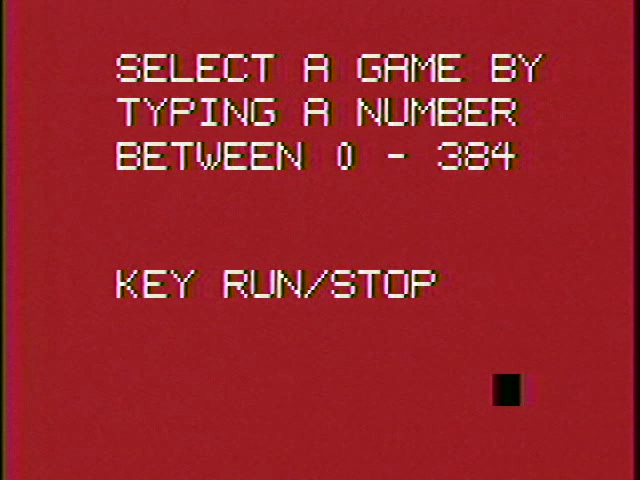 SELECT A GAME BY
TYPING A NUMBER
BETWEEN 0 - 384
KEY RUN/STOP